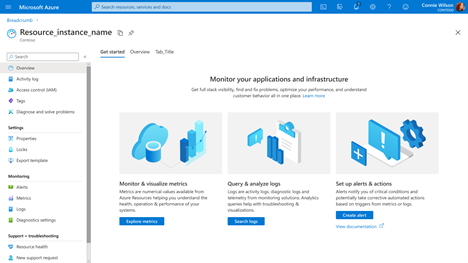 Microsoft Azure
Search resources, services and docs
Connie Wilson
CONTOSO
Breadcrumb
Resource_instance_name
Contoso
Search
Overview
Activity log
Access control (IAM)
Tags
Diagnose and solve problems
Settings
Properties
Locks
Export template
Monitoring
Alerts
Metrics
Logs
Diagnostics settings
Support + troubleshooting
Resource health
New support request
Get started
Overview
Tab_Title
Monitor your applications and infrastructure
Get full stack visibility, find and fix problems, optimize your performance, and understand
customer behavior all in one place. Learn more
Monitor & visualize metrics
Metrics are numerical values available from
Azure Resources helping you understand the
health, operation & performance of your
systems.
Explore metrics
Query & analyze logs
Logs are activity logs, diagnostic logs and
telemetry from monitoring solutions. Analytics
queries help with troubleshooting &
visualizations.
Search logs
Set up alerts & actions
Alerts notify you of critical conditions and
potentially take corrective automated actions
based on triggers from metrics or logs.
Create alert
View documentation